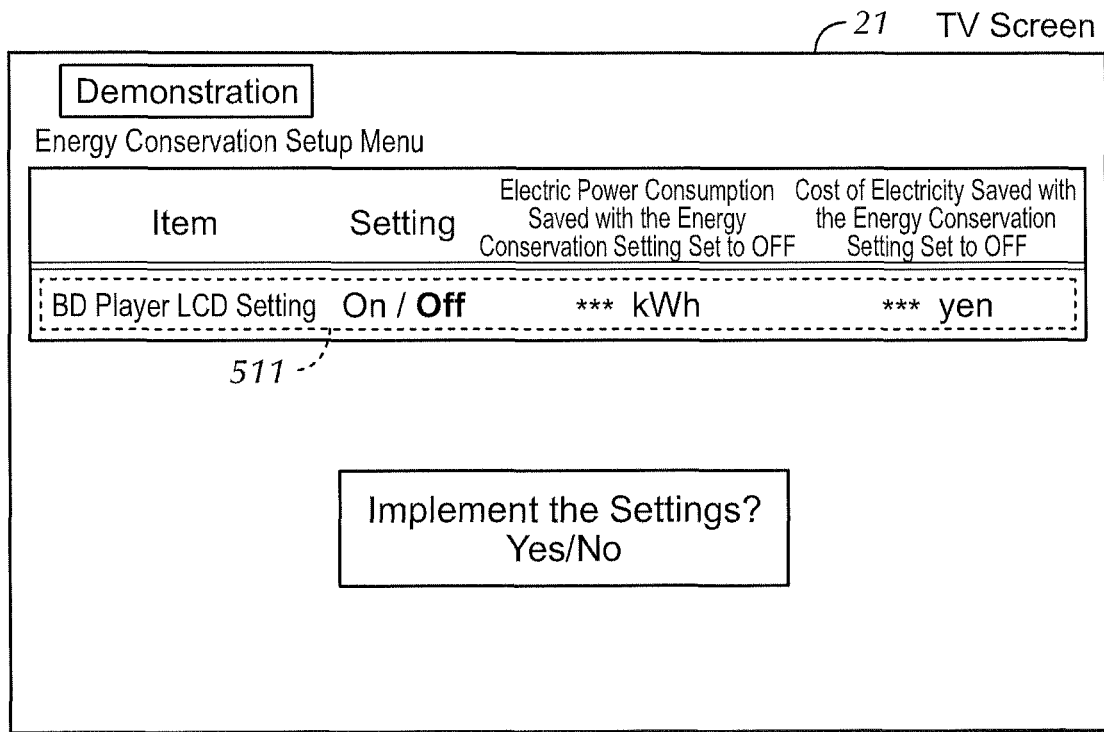 21 TV Screen
Demonstration
Energy Conservation Setup Menu
Item
Setting
Electric Power Consumption
Saved with the Energy
Conservation Setting Set to OFF
Cost of Electricity Saved with
the Energy Conservation
Setting Set to OFF
BD Player LCD Setting On / Off *** kWh *** yen
511
Implement the Settings?
Yes/No